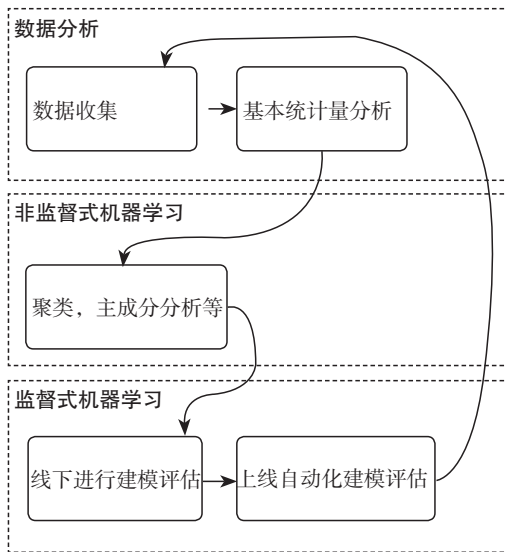 数据分析
数据收集
基本统计量分析
非监督式机器学习
聚类，主成分分析等
监督式机器学习
线下进行建模评估
上线自动化建模评估